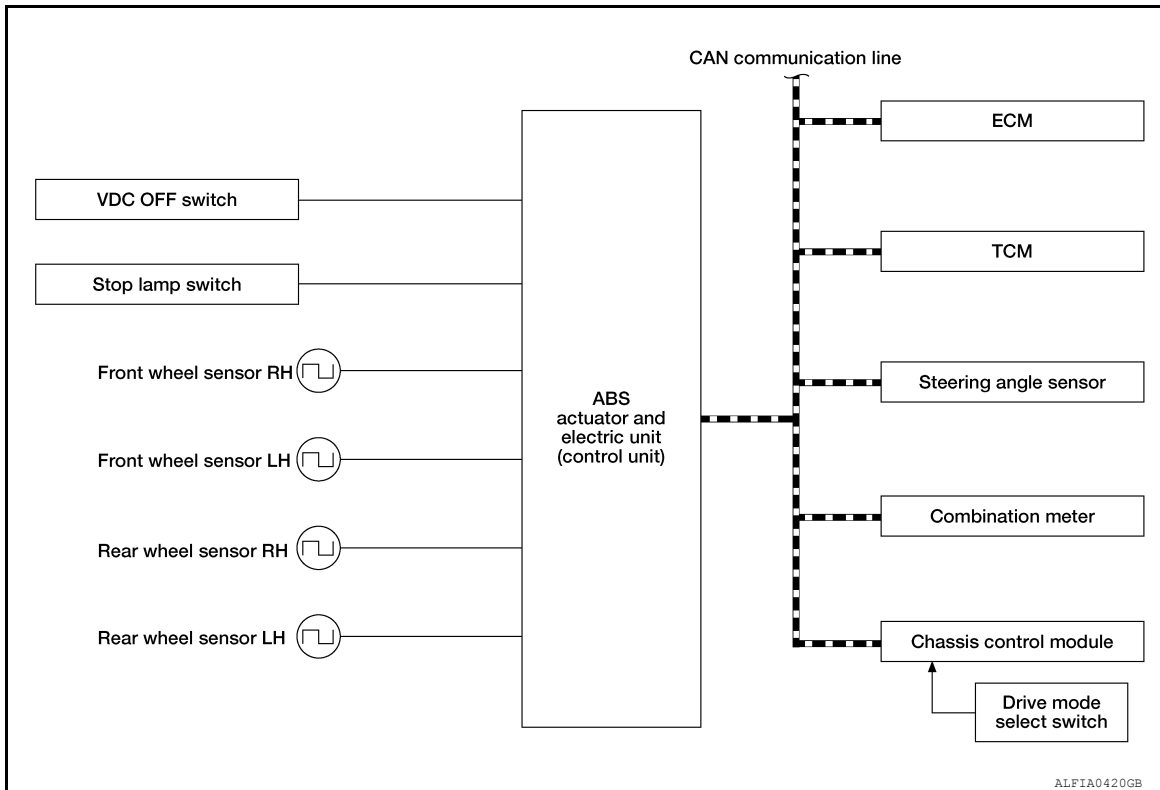 CAN communication line
ECM
VDC OFF switch
TCM
Stop lamp switch
Front wheel sensor RH
Steering angle sensor
ABS
actuator and
electric unit
(control unit)
Front wheel sensor LH
Combination meter
Rear wheel sensor RH
Rear wheel sensor LH
Chassis control module
Drive mode
select switch
ALFIA0420GB